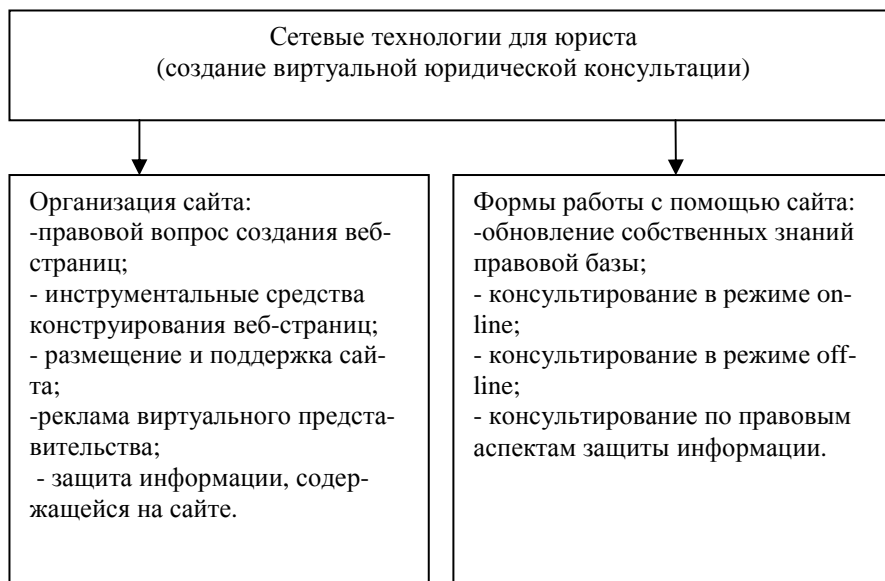 Сетевые технологии для юриста
(создание виртуальной юридической консультации)
Организация сайта:
-правовой вопрос создания веб-
страниц;
- инструментальные средства
конструирования веб-страниц;
- размещение и поддержка сай-
та;
-реклама виртуального предста-
вительства;
- защита информации, содер-
жащейся на сайте.
Формы работы с помощью сайта:
-обновление собственных знаний
правовой базы;
- консультирование в режиме on-
line;
- консультирование в режиме off-
line;
- консультирование по правовым
аспектам защиты информации.